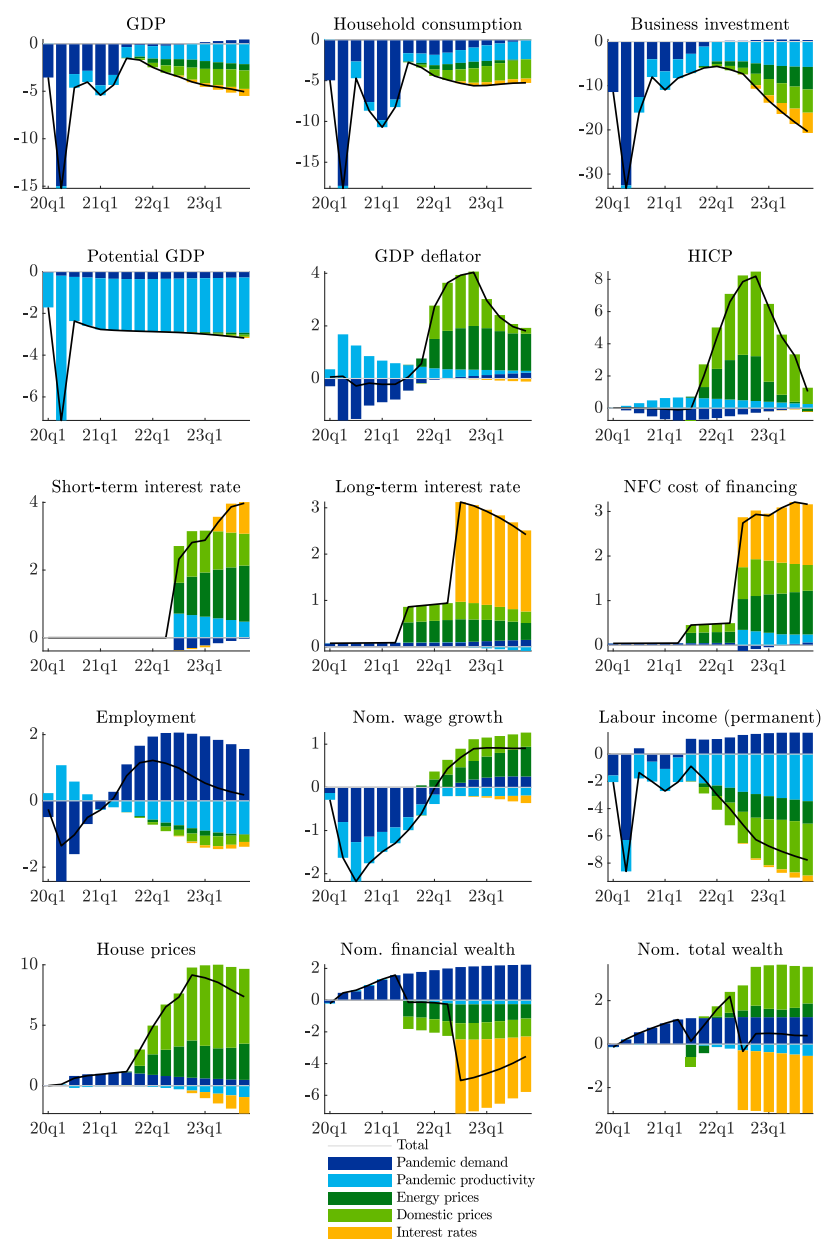 GDP
0
-5
-10
-15
20q1 21q1 22q1 23q1
Household consumption
0
-5
-10
-15
20q1 21q1 22q1 23q1
Business investment
0
-10
-20
-30
20q1 21q1 22q1 23q1
Potential GDP
0
-2
-4
-6
20q1 21q1 22q1 23q1
GDP deflator
4
2
0
20q1 21q1 22q1 23q1
HICP
8
6
4
2
0
20q1 21q1 22q1 23q1
Short-term interest rate
4
2
0
20q1 21q1 22q1 23q1
Long-term interest rate
3
2
1
0
20q1 21q1 22q1 23q1
NFC cost of financing
3
2
1
0
20q1 21q1 22q1 23q1
Employment
2
0
-2
20q1 21q1 22q1 23q1
Nom. wage growth
1
0
-1
-2
20q1 21q1 22q1 23q1
Labour income (permanent)
0
-2
-4
-6
-8
20q1 21q1 22q1 23q1
House prices
10
5
0
20q1 21q1 22q1 23q1
Nom. financial wealth
2
0
-2
-4
-6
20q1 21q1 22q1 23q1
Nom. total wealth
2
0
-2
20q1 21q1 22q1 23q1
Total
Pandemic demand
Pandemic productivity
Energy prices
Domestic prices
Interest rates